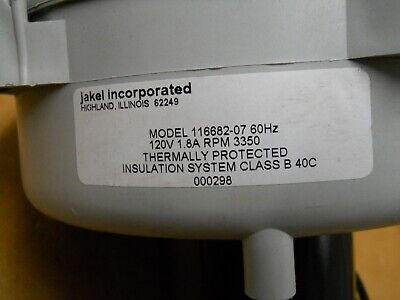 jakel incorporated
HIGHLAND, ILLINOIS 62249
MODEL 116682-07 60Hz
120V 1.8A RPM 3350
THERMALLY PROTECTED
INSULATION SYSTEM CLASS B 40C
000298